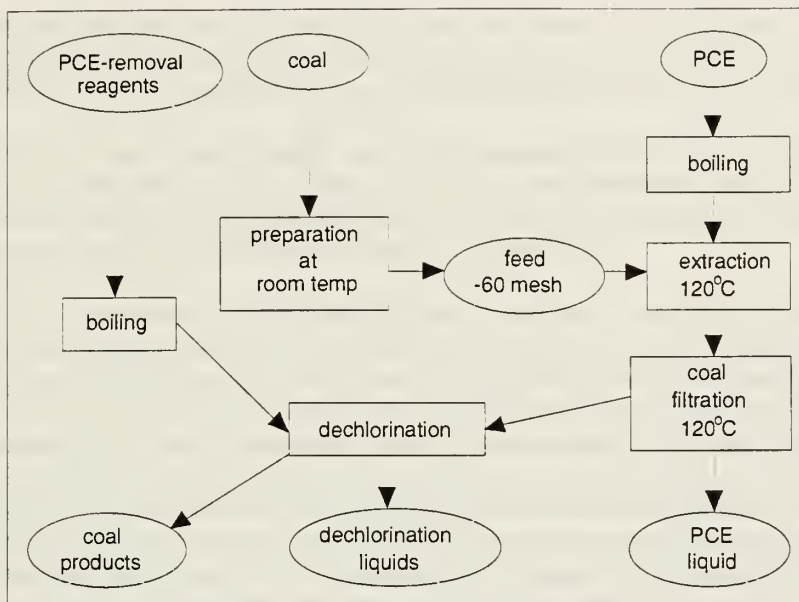 PCE-removal
reagents
coal
PCE
boiling
preparation
at
room temp
feed
-60 mesh
extraction
120°C
boiling
coal
filtration
120°C
dechlorination
coal
products
dechlorination
liquids
PCE
liquid